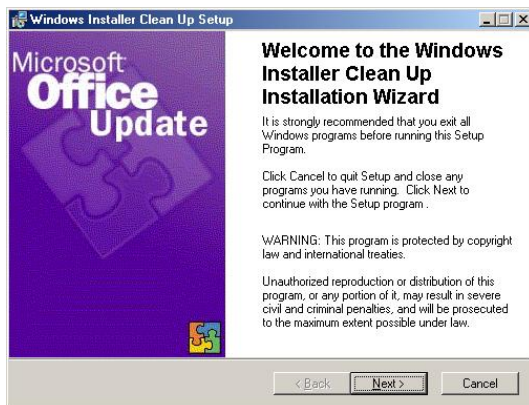 Windows Installer Clean Up Setup
Microsoft
Office
Update
Welcome to the Windows
Installer Clean Up
Installation Wizard
It is strongly recommended that you exit all
Windows programs before running this Setup
Program.
Click Cancel to quit Setup and close any
programs you have running. Click Next to
continue with the Setup program .
WARNING: This program is protected by copyright
law and international treaties.
Unauthorized reproduction or distribution of this
program, or any portion of it, may result in severe
civil and criminal penalties, and will be prosecuted
to the maximum extent possible under law.
< Back Next > Cancel